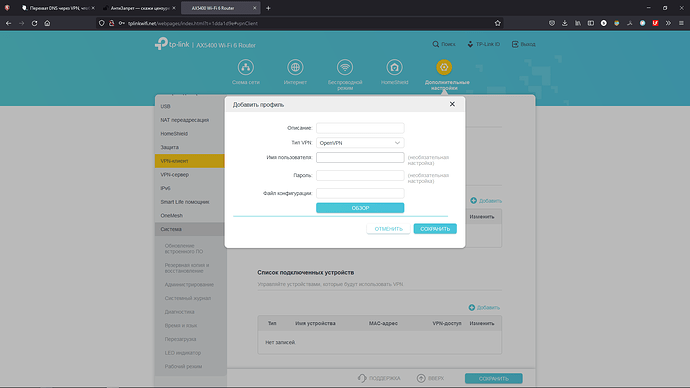 Перехват DNS через VPN, чт
АнтиЗапрет — скажи цензур
AX5400 Wi-Fi 6 Router
tplinkwifi.net/webpages/index.html?t=1dda1d9e#vpnClient
tp-link | AX5400 Wi-Fi 6 Router
Поиск
TP-Link ID
Выход
Схема сети
Интернет
Беспроводной режим
HomeShield
Дополнительные настройки
USB
NAT переадресация
HomeShield
Защита
VPN-клиент
VPN-сервер
IPv6
Smart Life помощник
OneMesh
Система
Обновление
встроенного ПО
Резервная копия и
восстановление
Администрирование
Системный журнал
Диагностика
Время и язык
Перезагрузка
LED индикатор
Рабочий режим
Добавить профиль
Описание:
Тип VPN:
OpenVPN
Имя пользователя:
(необязательная
настройка)
Пароль:
(необязательная
настройка)
Файл конфигурации:
ОБЗОР
ОТМЕНИТЬ
СОХРАНИТЬ
Добавить
Изменить
Список подключенных устройств
Управляйте устройствами, которые будут использовать VPN
Добавить
Тип
Имя устройства
MAC-адрес
VPN-доступ
Изменить
Нет записей.
ПОДДЕРЖКА
ВВЕРХ
СОХРАНИТЬ